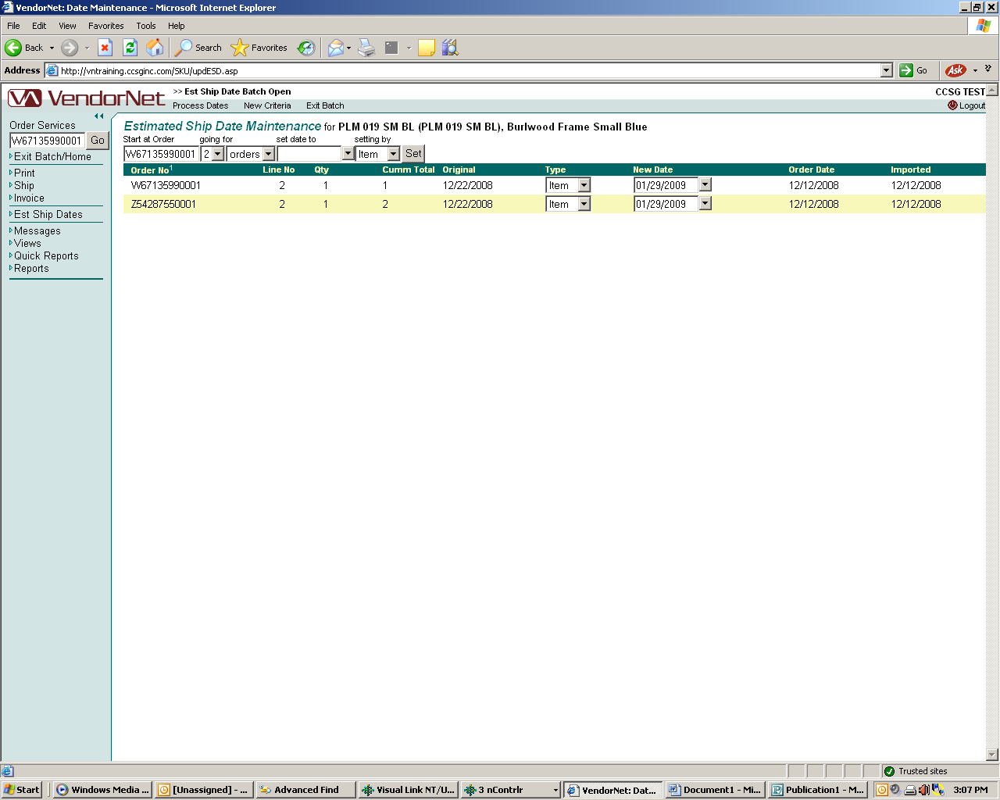 VendorNet: Date Maintenance - Microsoft Internet Explorer
File Edit View Favorites Tools Help
Back Search Favorites
Address http://vntraining.ccsginc.com/SKU/updESD.asp Go Ask
VA VendorNet >> Est Ship Date Batch Open CCSG TEST
Process Dates New Criteria Exit Batch Logout
Order Services
W67135990001 Go
Exit Batch/Home
Print
Ship
Invoice
Est Ship Dates
Messages
Views
Quick Reports
Reports
Estimated Ship Date Maintenance for PLM 019 SM BL (PLM 019 SM BL), Burlwood Frame Small Blue
Start at Order going for set date to setting by
W67135990001 2 orders Item Set
Order No1 Line No Qty Cumm Total Original Type New Date Order Date Imported
W67135990001 2 1 1 12/22/2008 Item 01/29/2009 12/12/2008 12/12/2008
Z54287550001 2 1 2 12/22/2008 Item 01/29/2009 12/12/2008 12/12/2008
Trusted sites
Start Windows Media ... [Unassigned] - ... Advanced Find Visual Link NT/U... 3 nContrlr VendorNet: Dat... Document1 - Mi... Publication1 - M... 3:07 PM